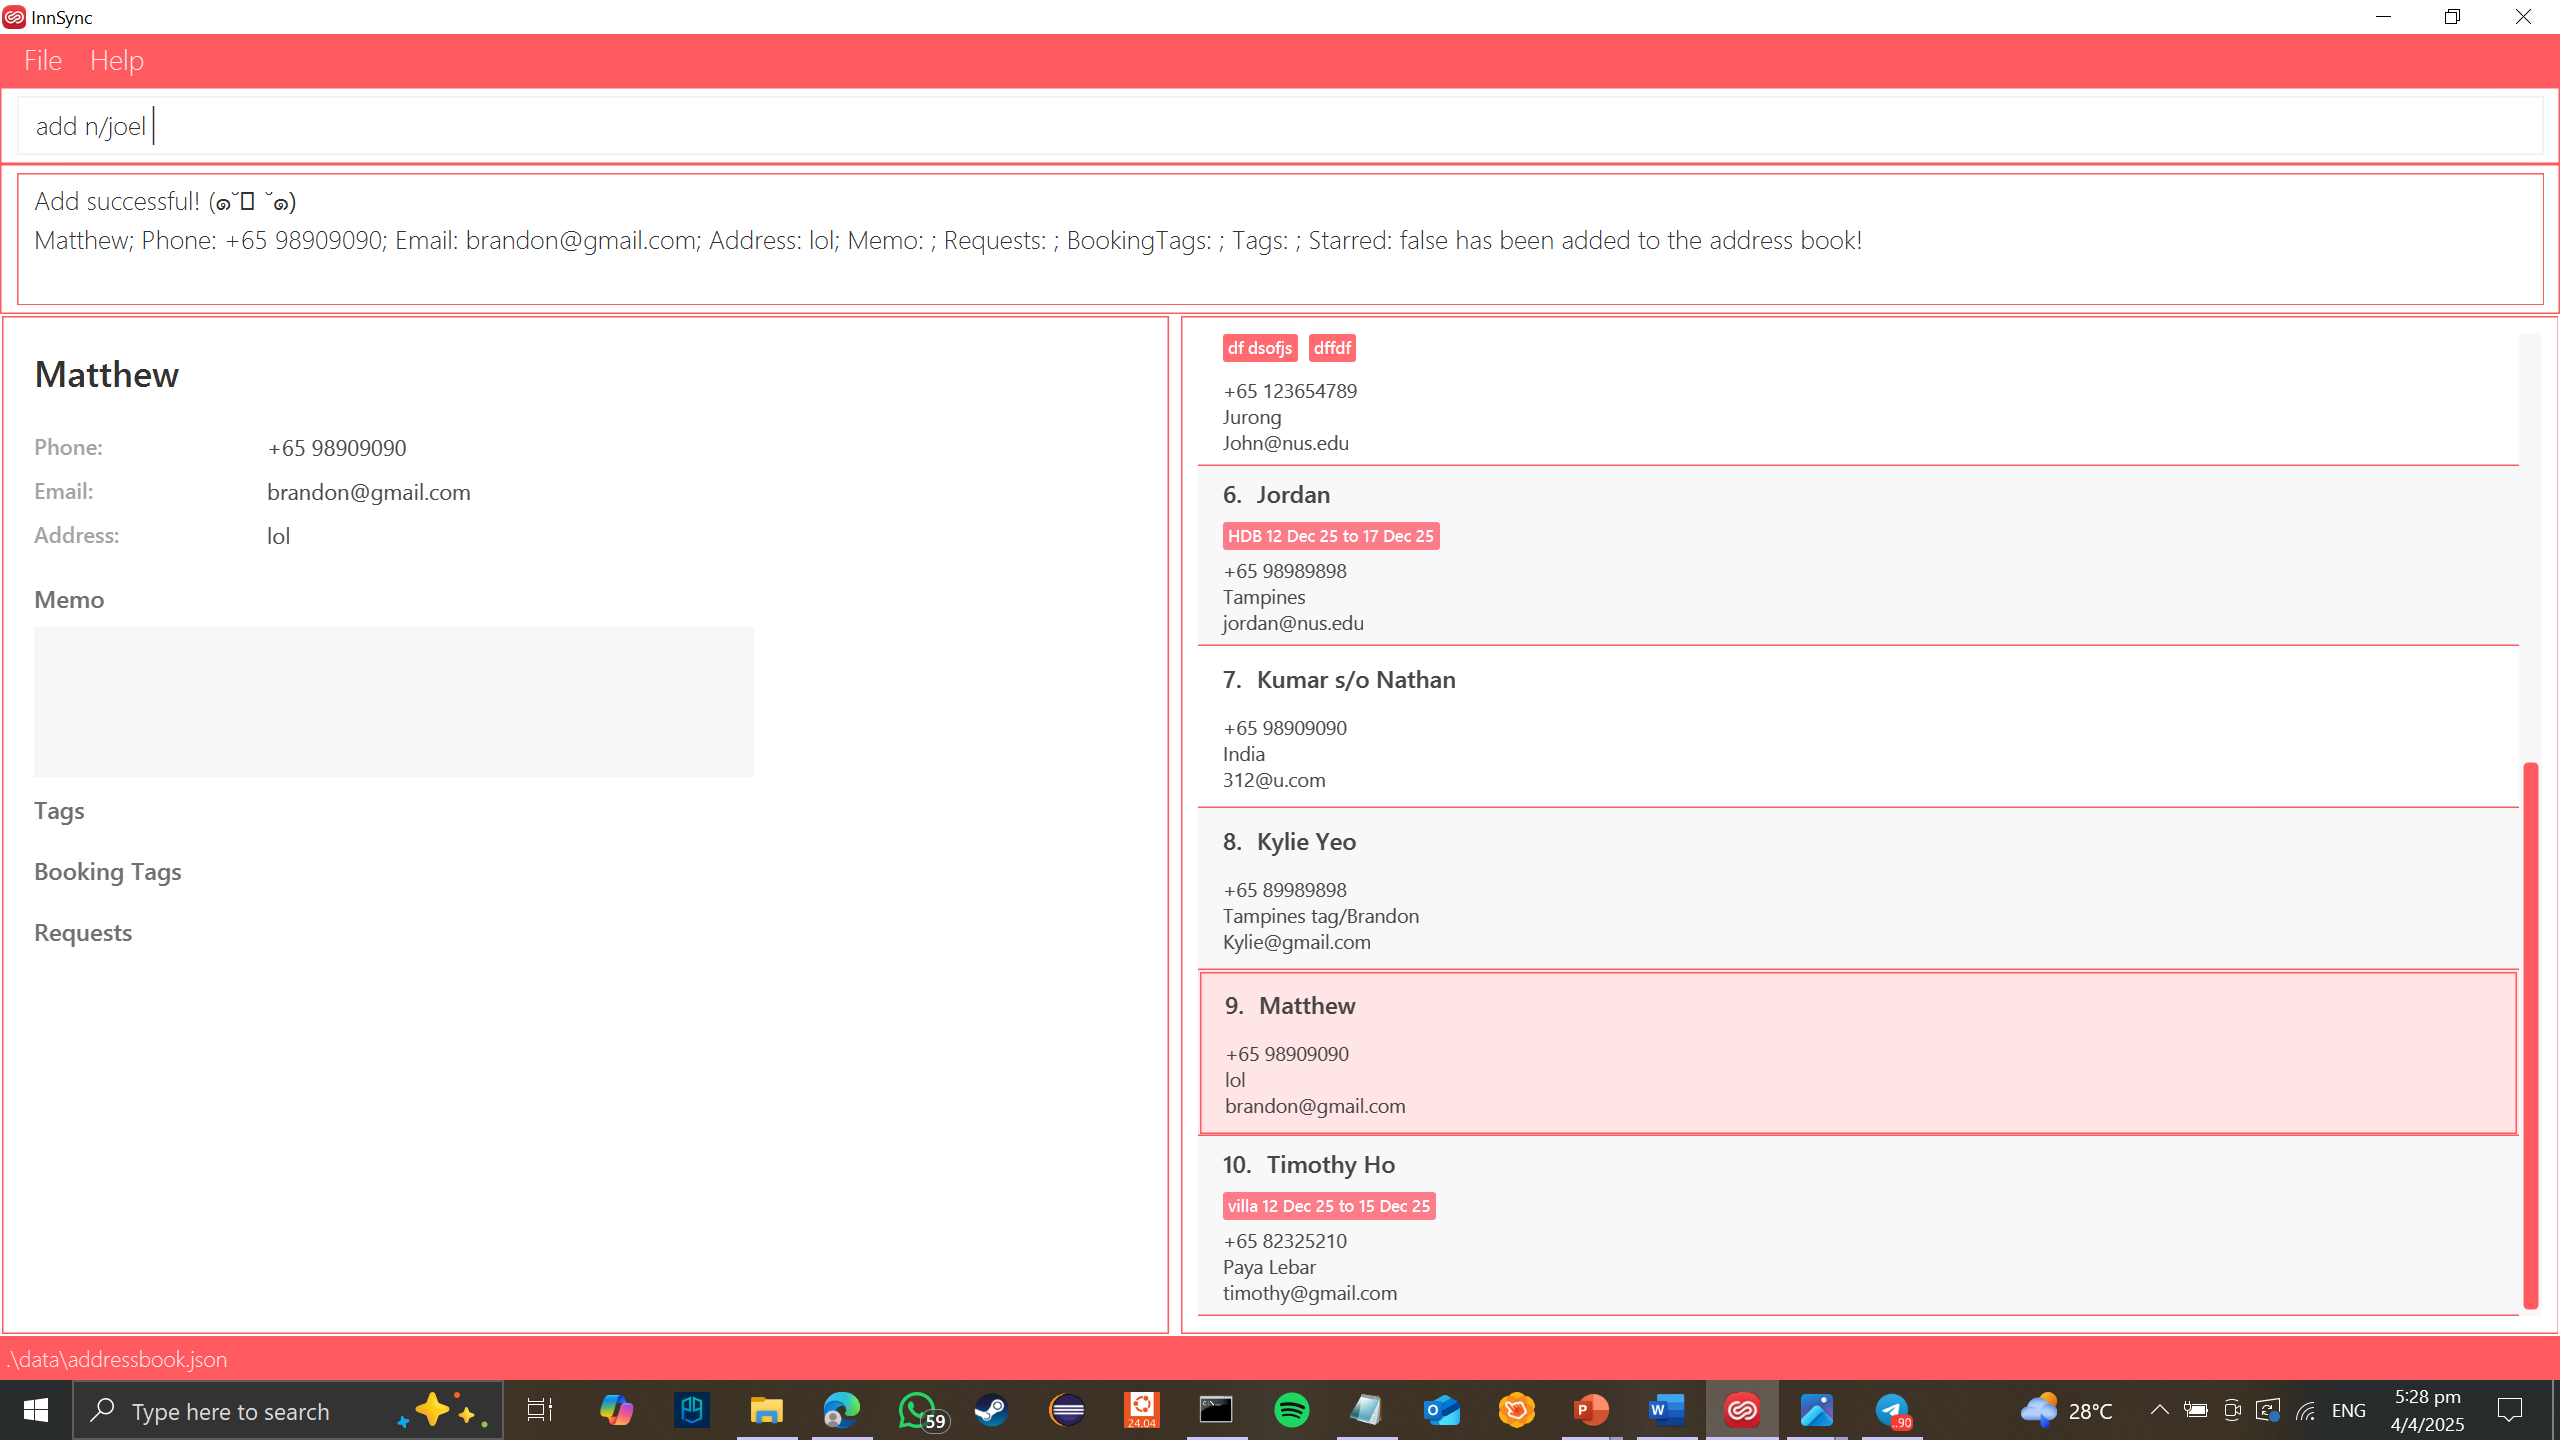 InnSync
File Help
add n/joel
Add successful! (๑˘▯ ˘๑)
Matthew; Phone: +65 98909090; Email: brandon@gmail.com; Address: lol; Memo: ; Requests: ; BookingTags: ; Tags: ; Starred: false has been added to the address book!
Matthew
Phone: +65 98909090
Email: brandon@gmail.com
Address: lol
Memo
Tags
Booking Tags
Requests
df dsofjs dffdf
+65 123654789
Jurong
John@nus.edu
6. Jordan
HDB 12 Dec 25 to 17 Dec 25
+65 98989898
Tampines
jordan@nus.edu
7. Kumar s/o Nathan
+65 98909090
India
312@u.com
8. Kylie Yeo
+65 89989898
Tampines tag/Brandon
Kylie@gmail.com
9. Matthew
+65 98909090
lol
brandon@gmail.com
10. Timothy Ho
villa 12 Dec 25 to 15 Dec 25
+65 82325210
Paya Lebar
timothy@gmail.com
.\data\addressbook.json
Type here to search
59
24.04
..90
28°C
ENG
5:28 pm
4/4/2025